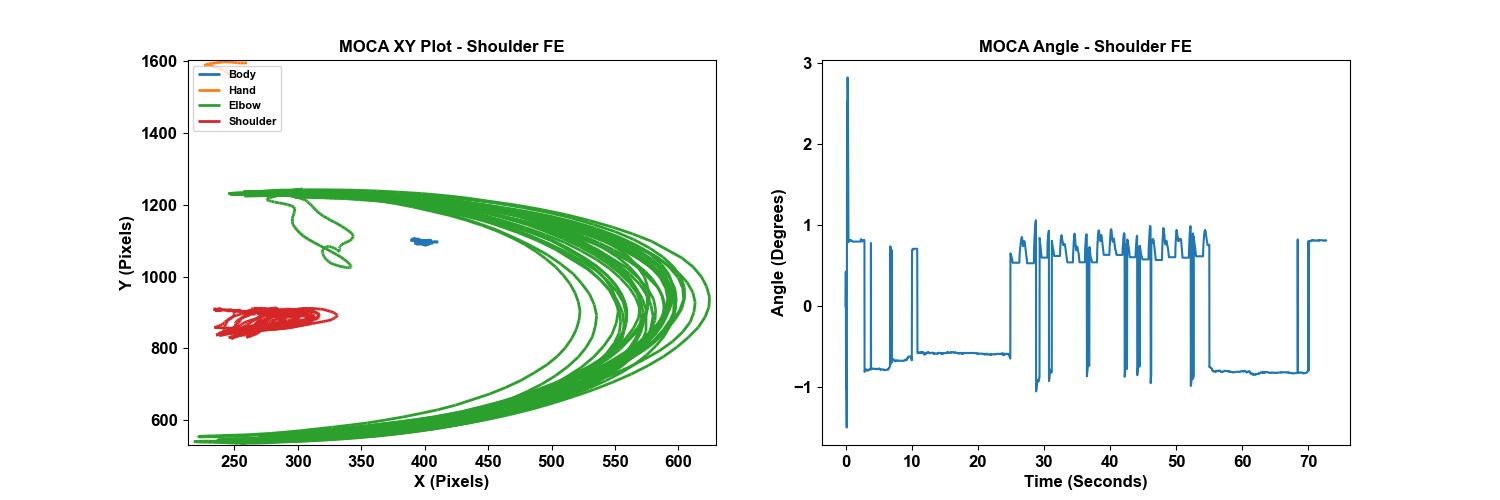 MOCA XY Plot - Shoulder FE
Y (Pixels)
1600
1400
1200
1000
800
600
Body
Hand
Elbow
Shoulder
250 300 350 400 450 500 550 600
X (Pixels)
MOCA Angle - Shoulder FE
Angle (Degrees)
3
2
1
0
−1
0 10 20 30 40 50 60 70
Time (Seconds)